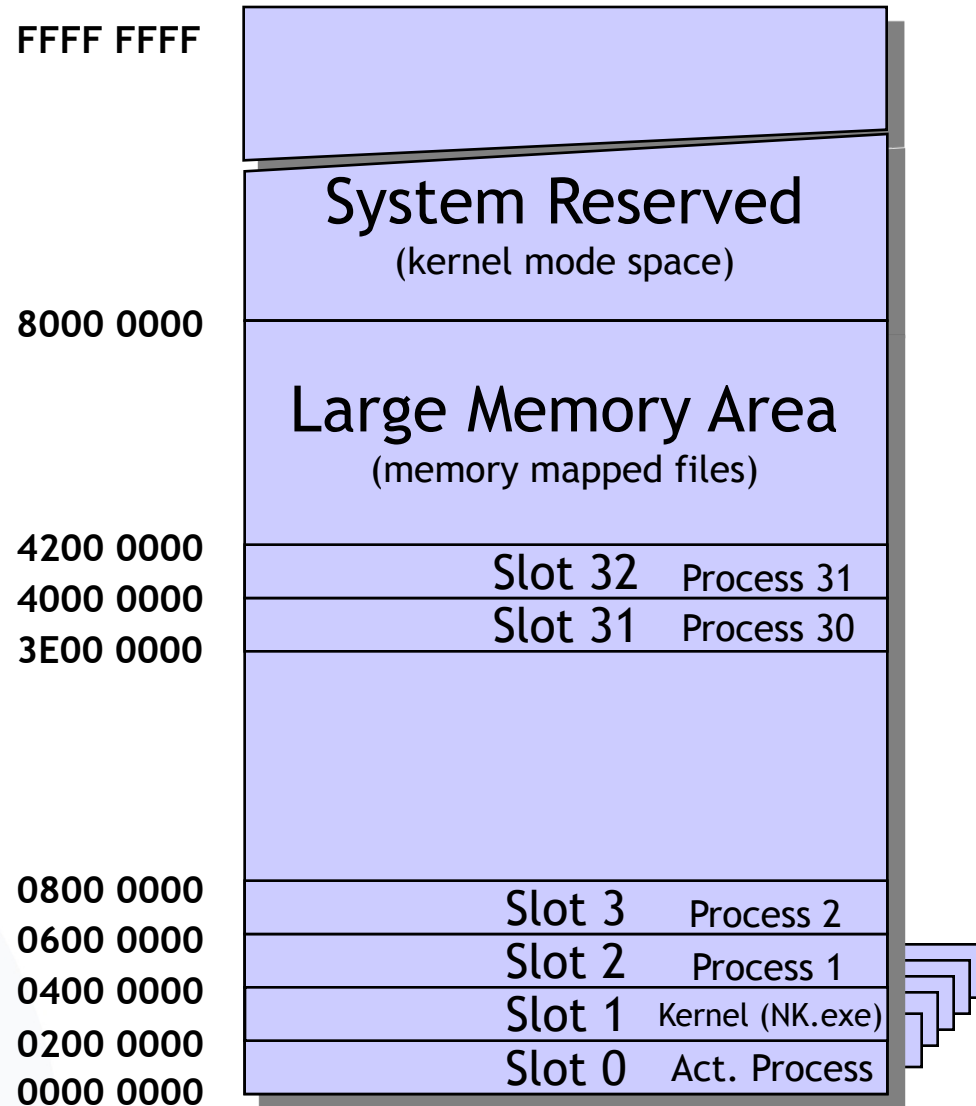 FFFF FFFF
System Reserved
(kernel mode space)
8000 0000
Large Memory Area
(memory mapped files)
4200 0000
Slot 32 Process 31
4000 0000
Slot 31 Process 30
3E00 0000
0800 0000
Slot 3 Process 2
0600 0000
Slot 2 Process 1
0400 0000
Slot 1 Kernel (NK.exe)
0200 0000
Slot 0 Act. Process
0000 0000